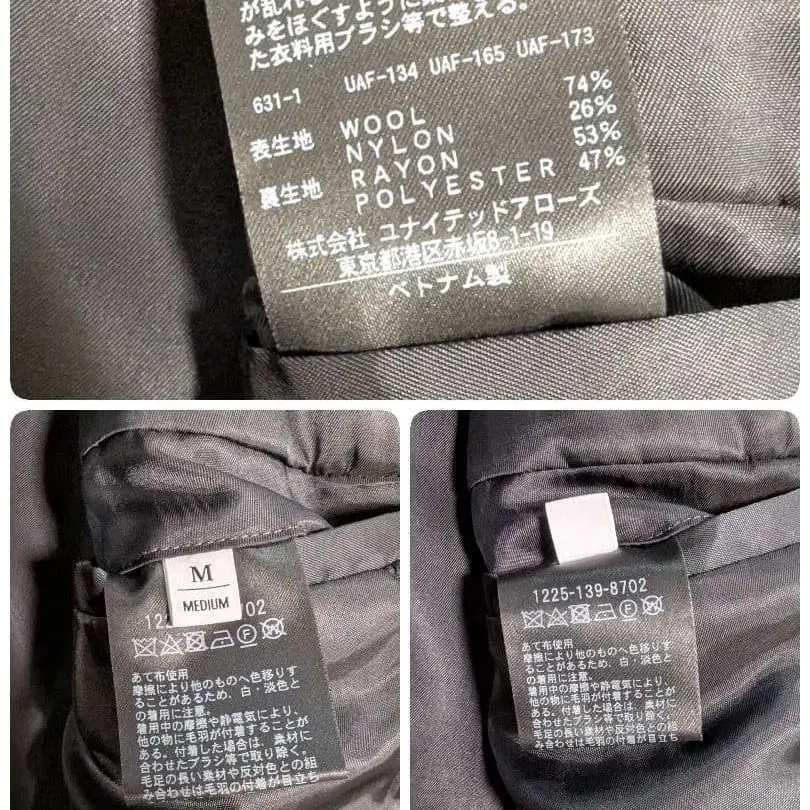 が乱れ
みをほぐすように
た衣料用ブラシ等で整える。
631-1 UAF-134 UAF-165 UAF-173
表生地 WOOL 74%
NYLON 26%
裏生地 RAYON 53%
POLYESTER 47%
株式会社 ユナイテッドアローズ
東京都港区赤坂8-1-19
ベトナム製
M
MEDIUM
12
02
あて布使用
摩擦により他のものへ色移りす
ることがあるため、白・淡色と
の着用に注意。
着用中の摩擦や静電気により、
他の物に毛羽が付着することが
ある。付着した場合は、素材に
合わせたブラシ等で取り除く。
毛足の長い素材や反対色との組
み合わせは毛羽の付着が目立ち
1225-139-8702
あて布使用
摩擦により他のものへ色移りす
ることがあるため、白・淡色と
の着用に注意。
着用中の摩擦や静電気により、
他の物に毛羽が付着することが
ある。付着した場合は、素材に
合わせたブラシ等で取り除く。
毛足の長い素材や反対色との組
み合わせは毛羽の付着が目立ち